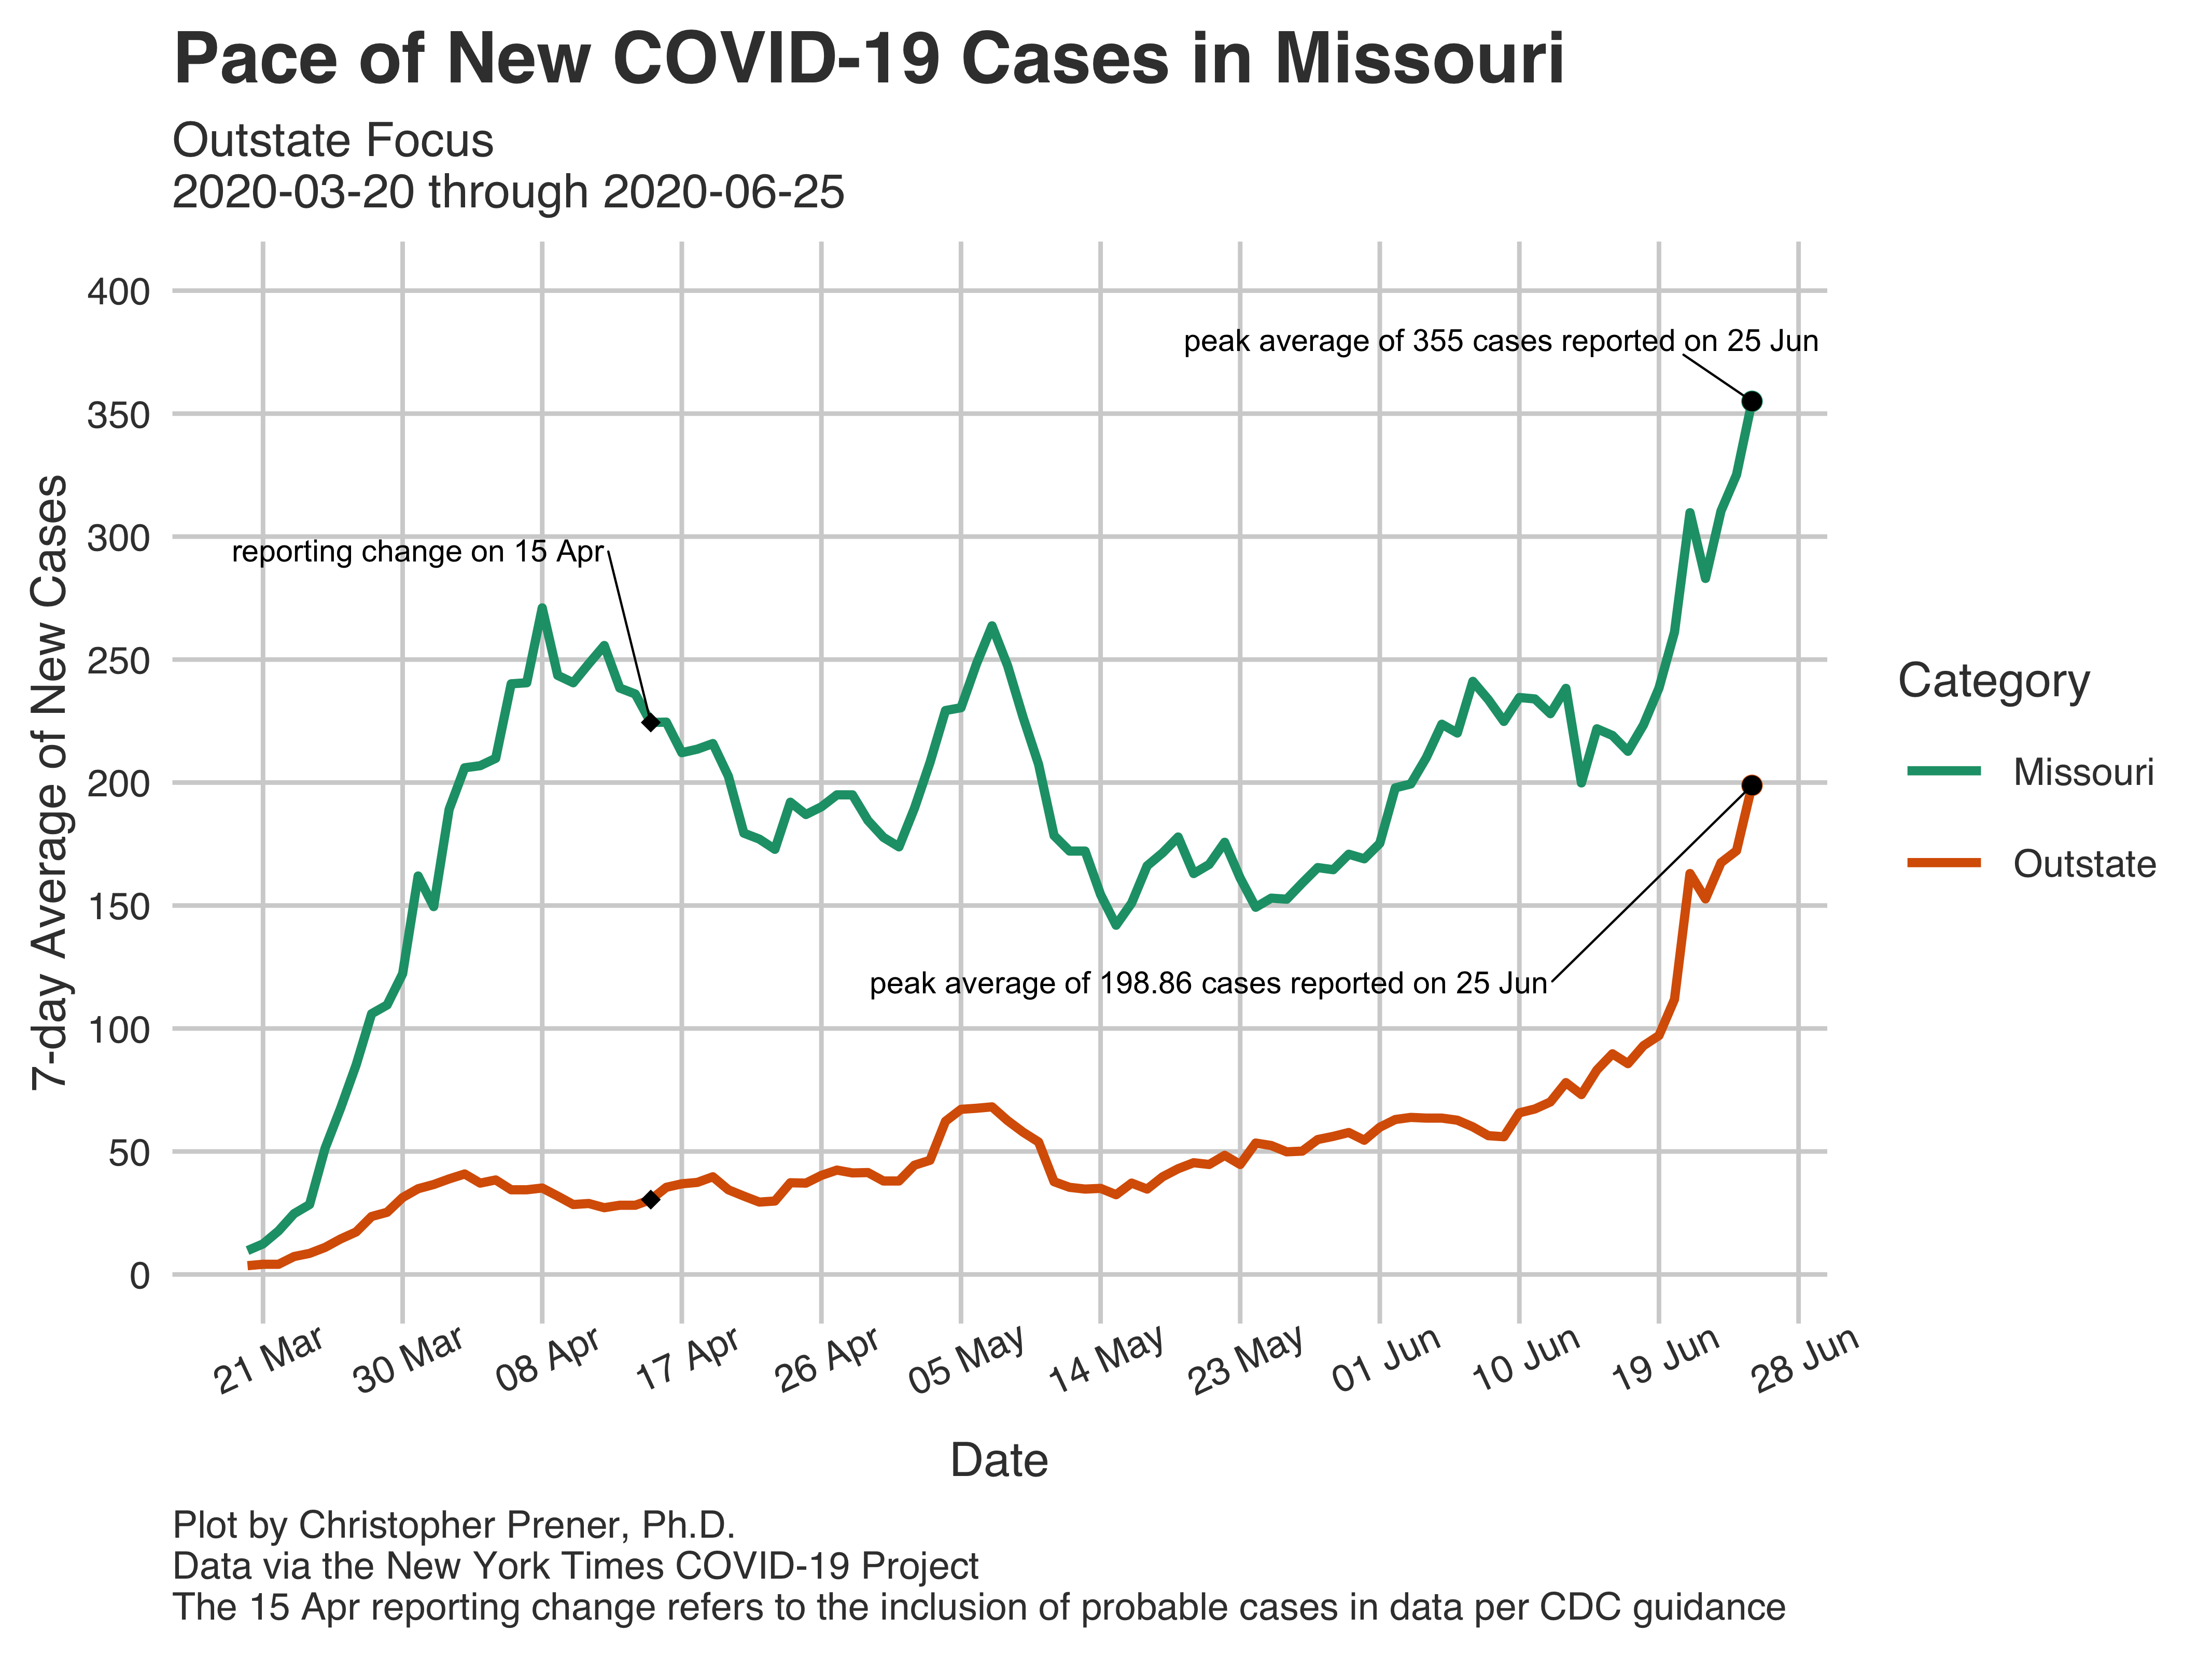 Pace of New COVID-19 Cases in Missouri
Outstate Focus
2020-03-20 through 2020-06-25
7-day Average of New Cases
400
350
300
250
200
150
100
50
0
peak average of 355 cases reported on 25 Jun
reporting change on 15 Apr
peak average of 198.86 cases reported on 25 Jun
Category
Missouri
Outstate
21 Mar
30 Mar
08 Apr
17 Apr
26 Apr
05 May
14 May
23 May
01 Jun
10 Jun
19 Jun
28 Jun
Date
Plot by Christopher Prener, Ph.D.
Data via the New York Times COVID-19 Project
The 15 Apr reporting change refers to the inclusion of probable cases in data per CDC guidance